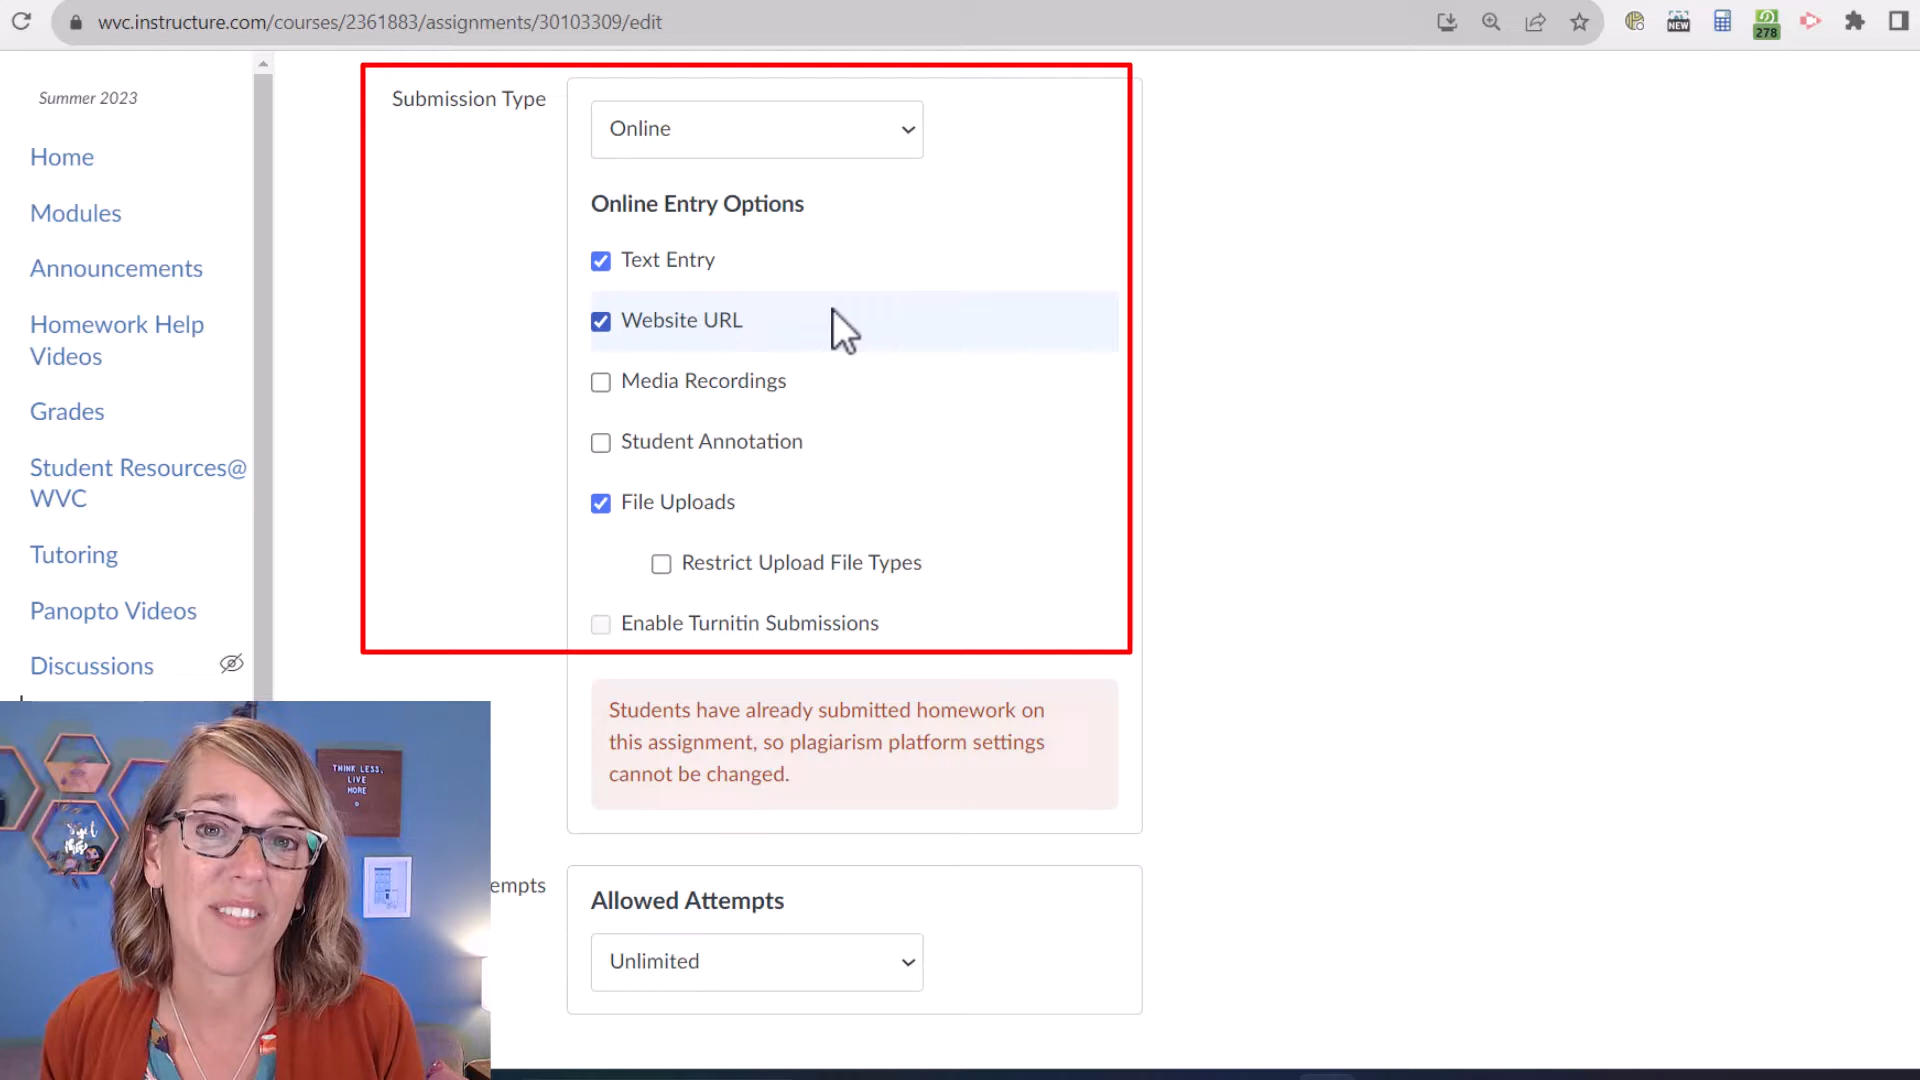 wvc.instructure.com/courses/2361883/assignments/30103309/edit
NEW
278
Summer 2023
Home
Modules
Announcements
Homework Help
Videos
Grades
Student Resources@
WVC
Tutoring
Panopto Videos
Discussions
Submission Type
Online
Online Entry Options
Text Entry
Website URL
Media Recordings
Student Annotation
File Uploads
Restrict Upload File Types
Enable Turnitin Submissions
Students have already submitted homework on
this assignment, so plagiarism platform settings
cannot be changed.
empts
Allowed Attempts
Unlimited
THINK LESS,
LIVE
MORE